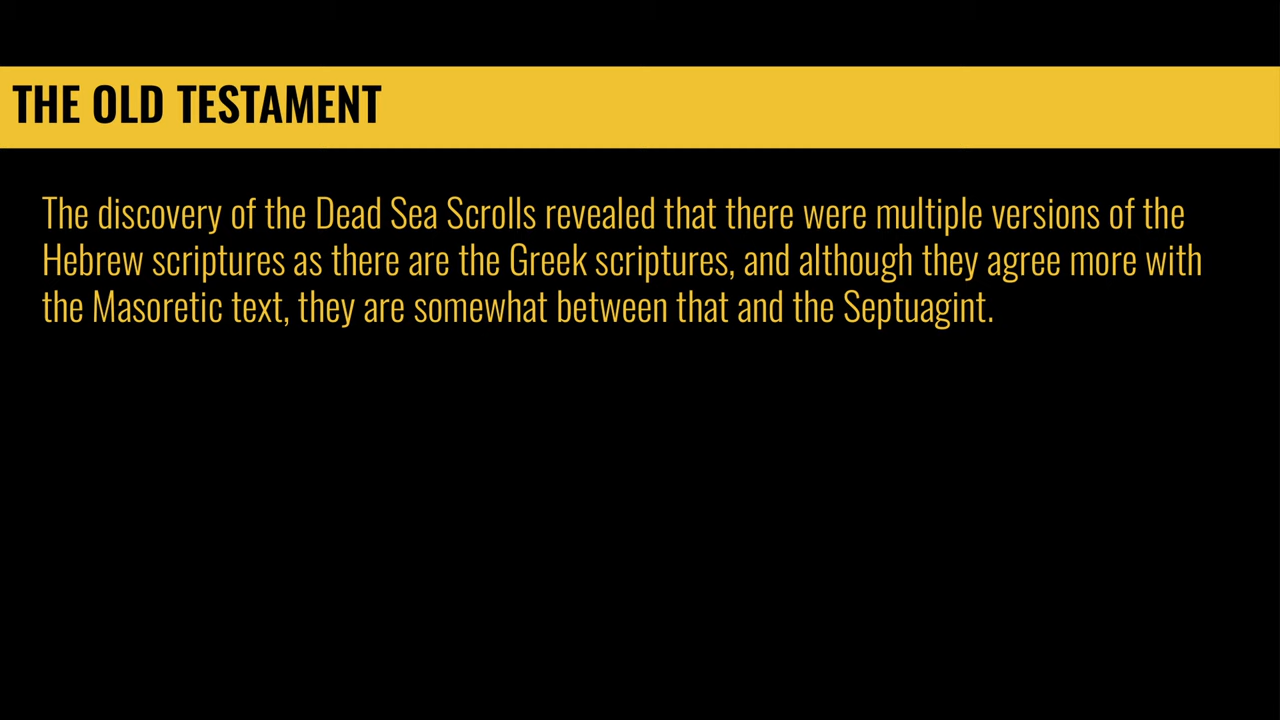 THE OLD TESTAMENT
The discovery of the Dead Sea Scrolls revealed that there were multiple versions of the
Hebrew scriptures as there are the Greek scriptures, and although they agree more with
the Masoretic text, they are somewhat between that and the Septuagint.